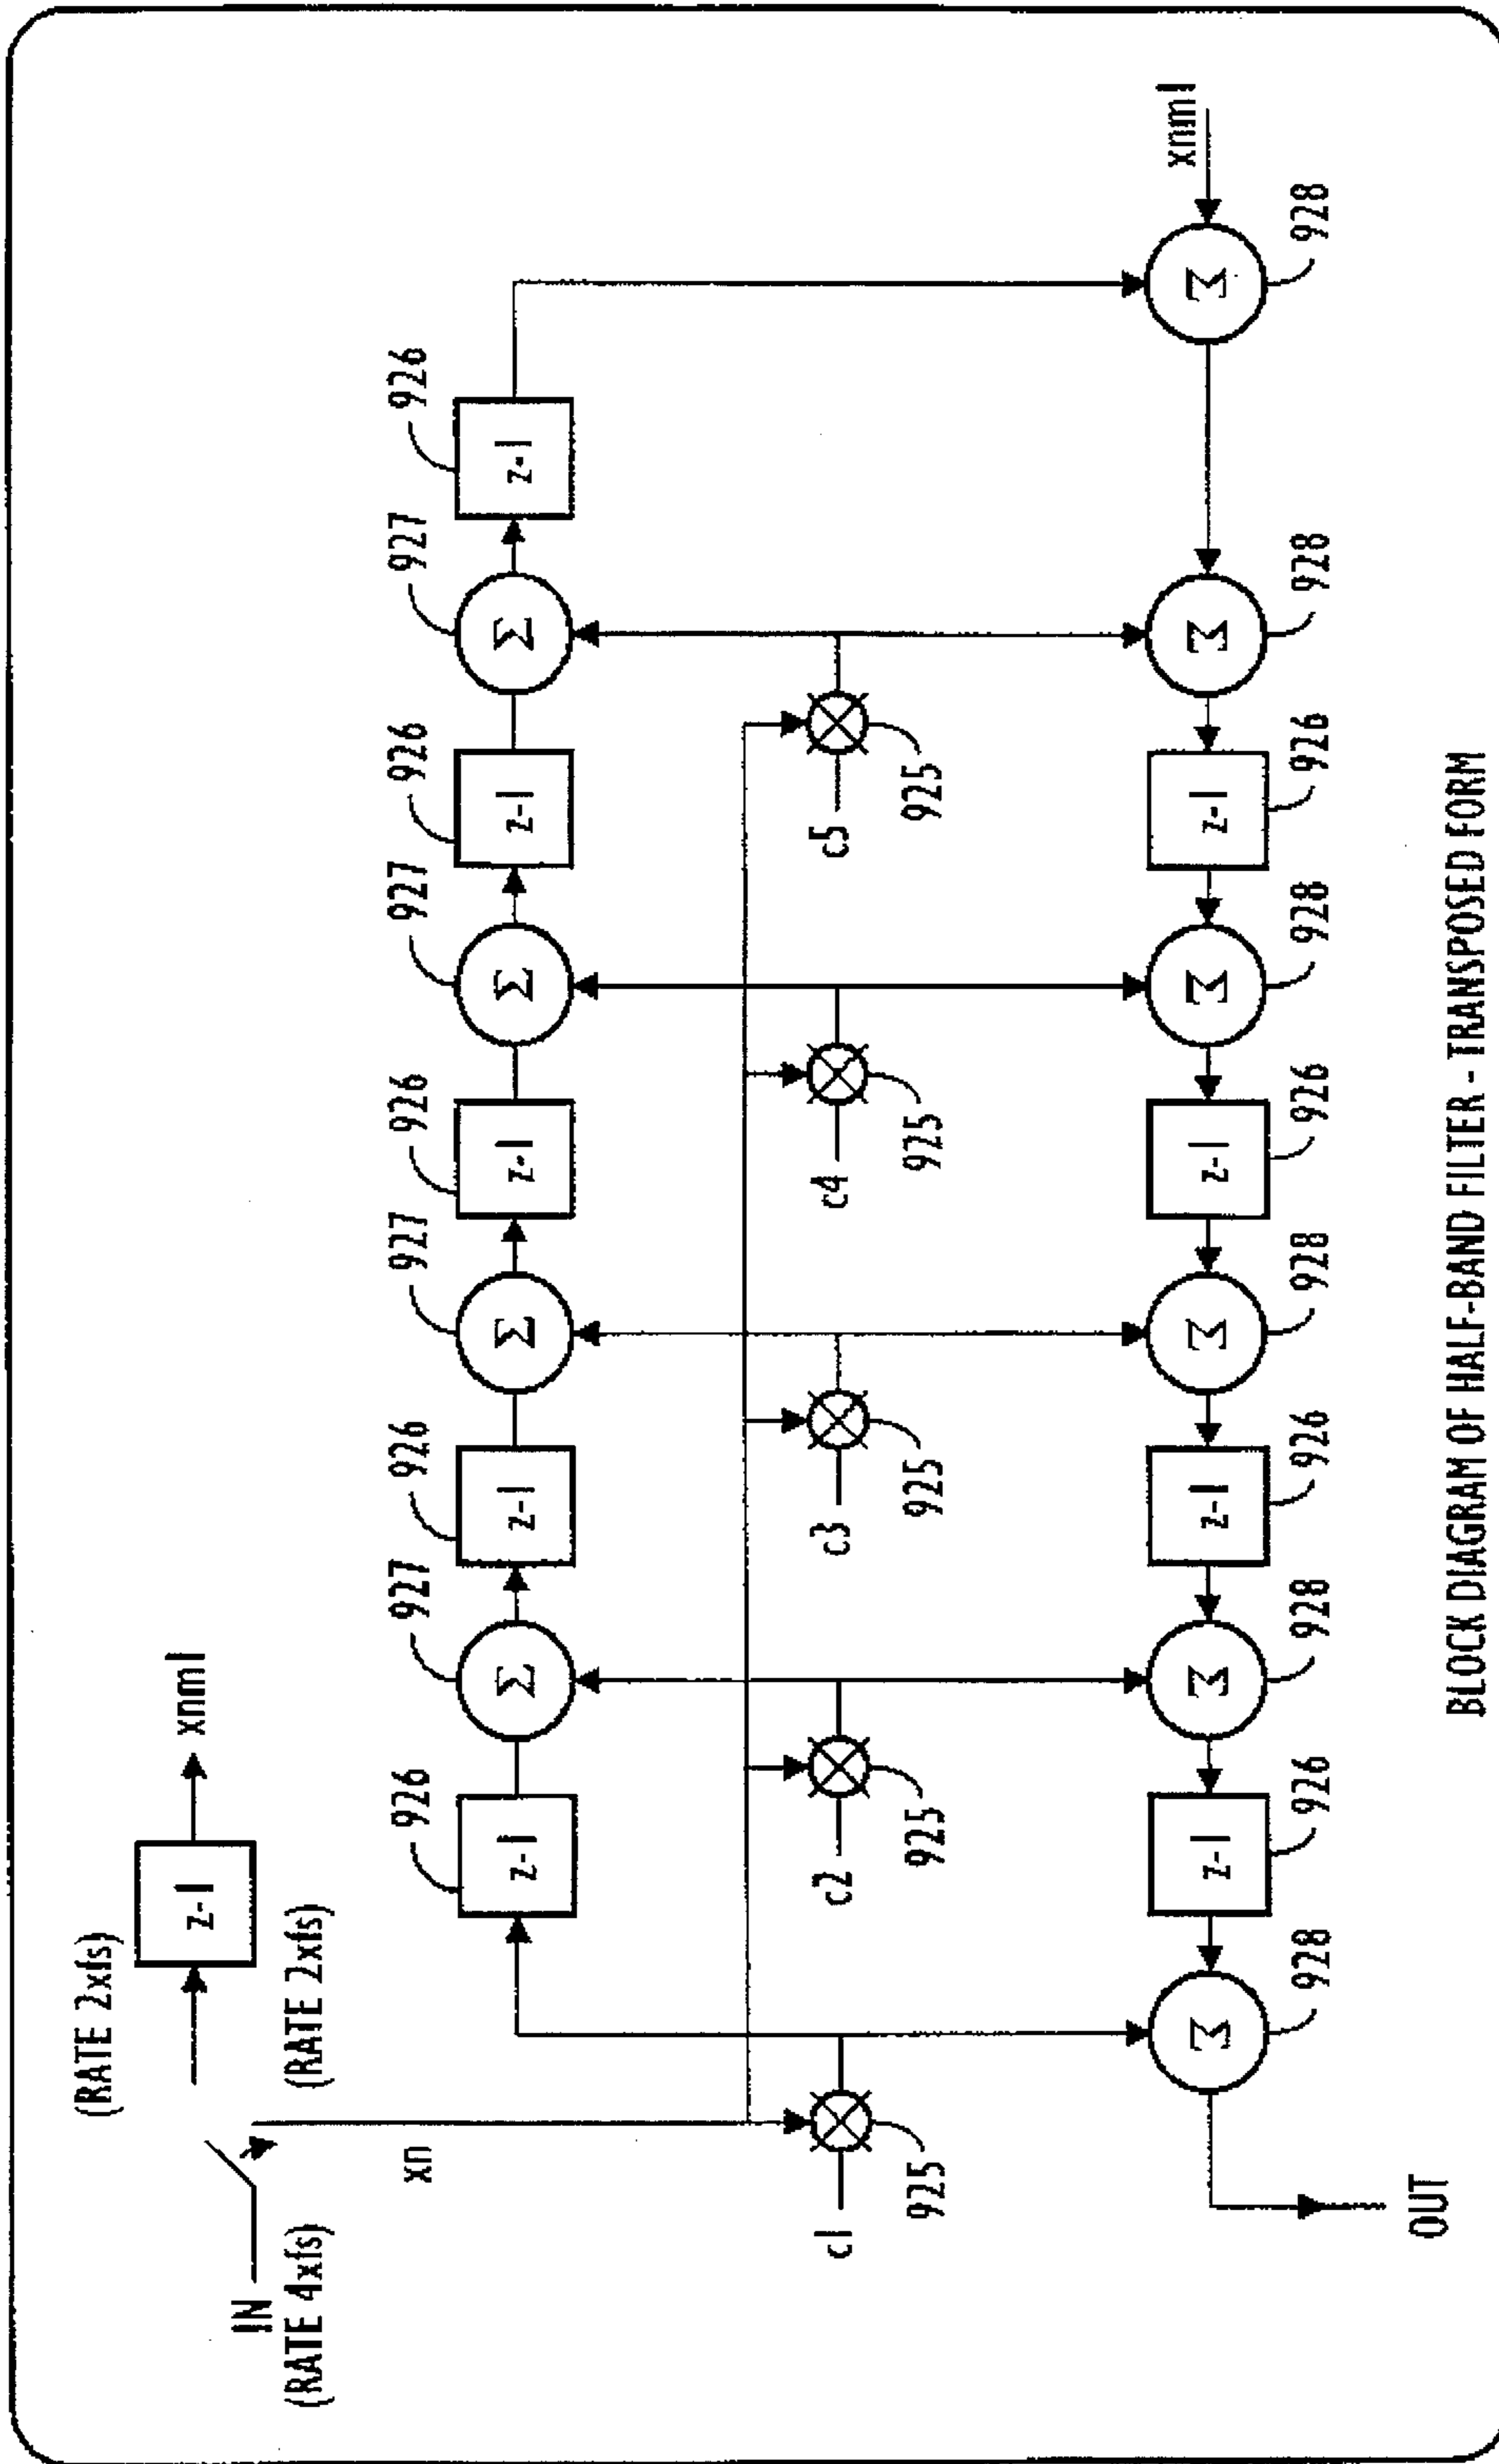 (RATE 2xfs)
IN
(RATE 4xfs)
z-1
xnm1
(RATE 2xfs)
xn
926
927
926
927
926
927
926
927
926
z-1
Σ
z-1
Σ
z-1
Σ
z-1
Σ
z-1
c1
925
c2
925
c3
925
c4
925
c5
925
xnm1
Σ
z-1
Σ
z-1
Σ
z-1
Σ
z-1
Σ
Σ
928
926
928
926
928
926
928
926
928
928
OUT
BLOCK DIAGRAM OF HALF-BAND FILTER - TRANSPOSED FORM